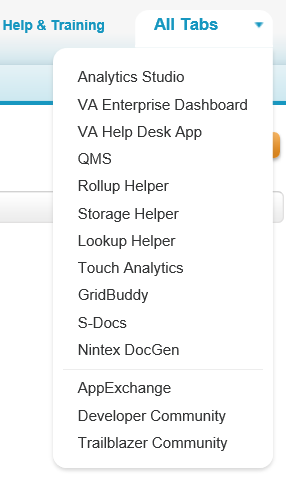 Help & Training
All Tabs
Analytics Studio
VA Enterprise Dashboard
VA Help Desk App
QMS
Rollup Helper
Storage Helper
Lookup Helper
Touch Analytics
GridBuddy
S-Docs
Nintex DocGen
AppExchange
Developer Community
Trailblazer Community